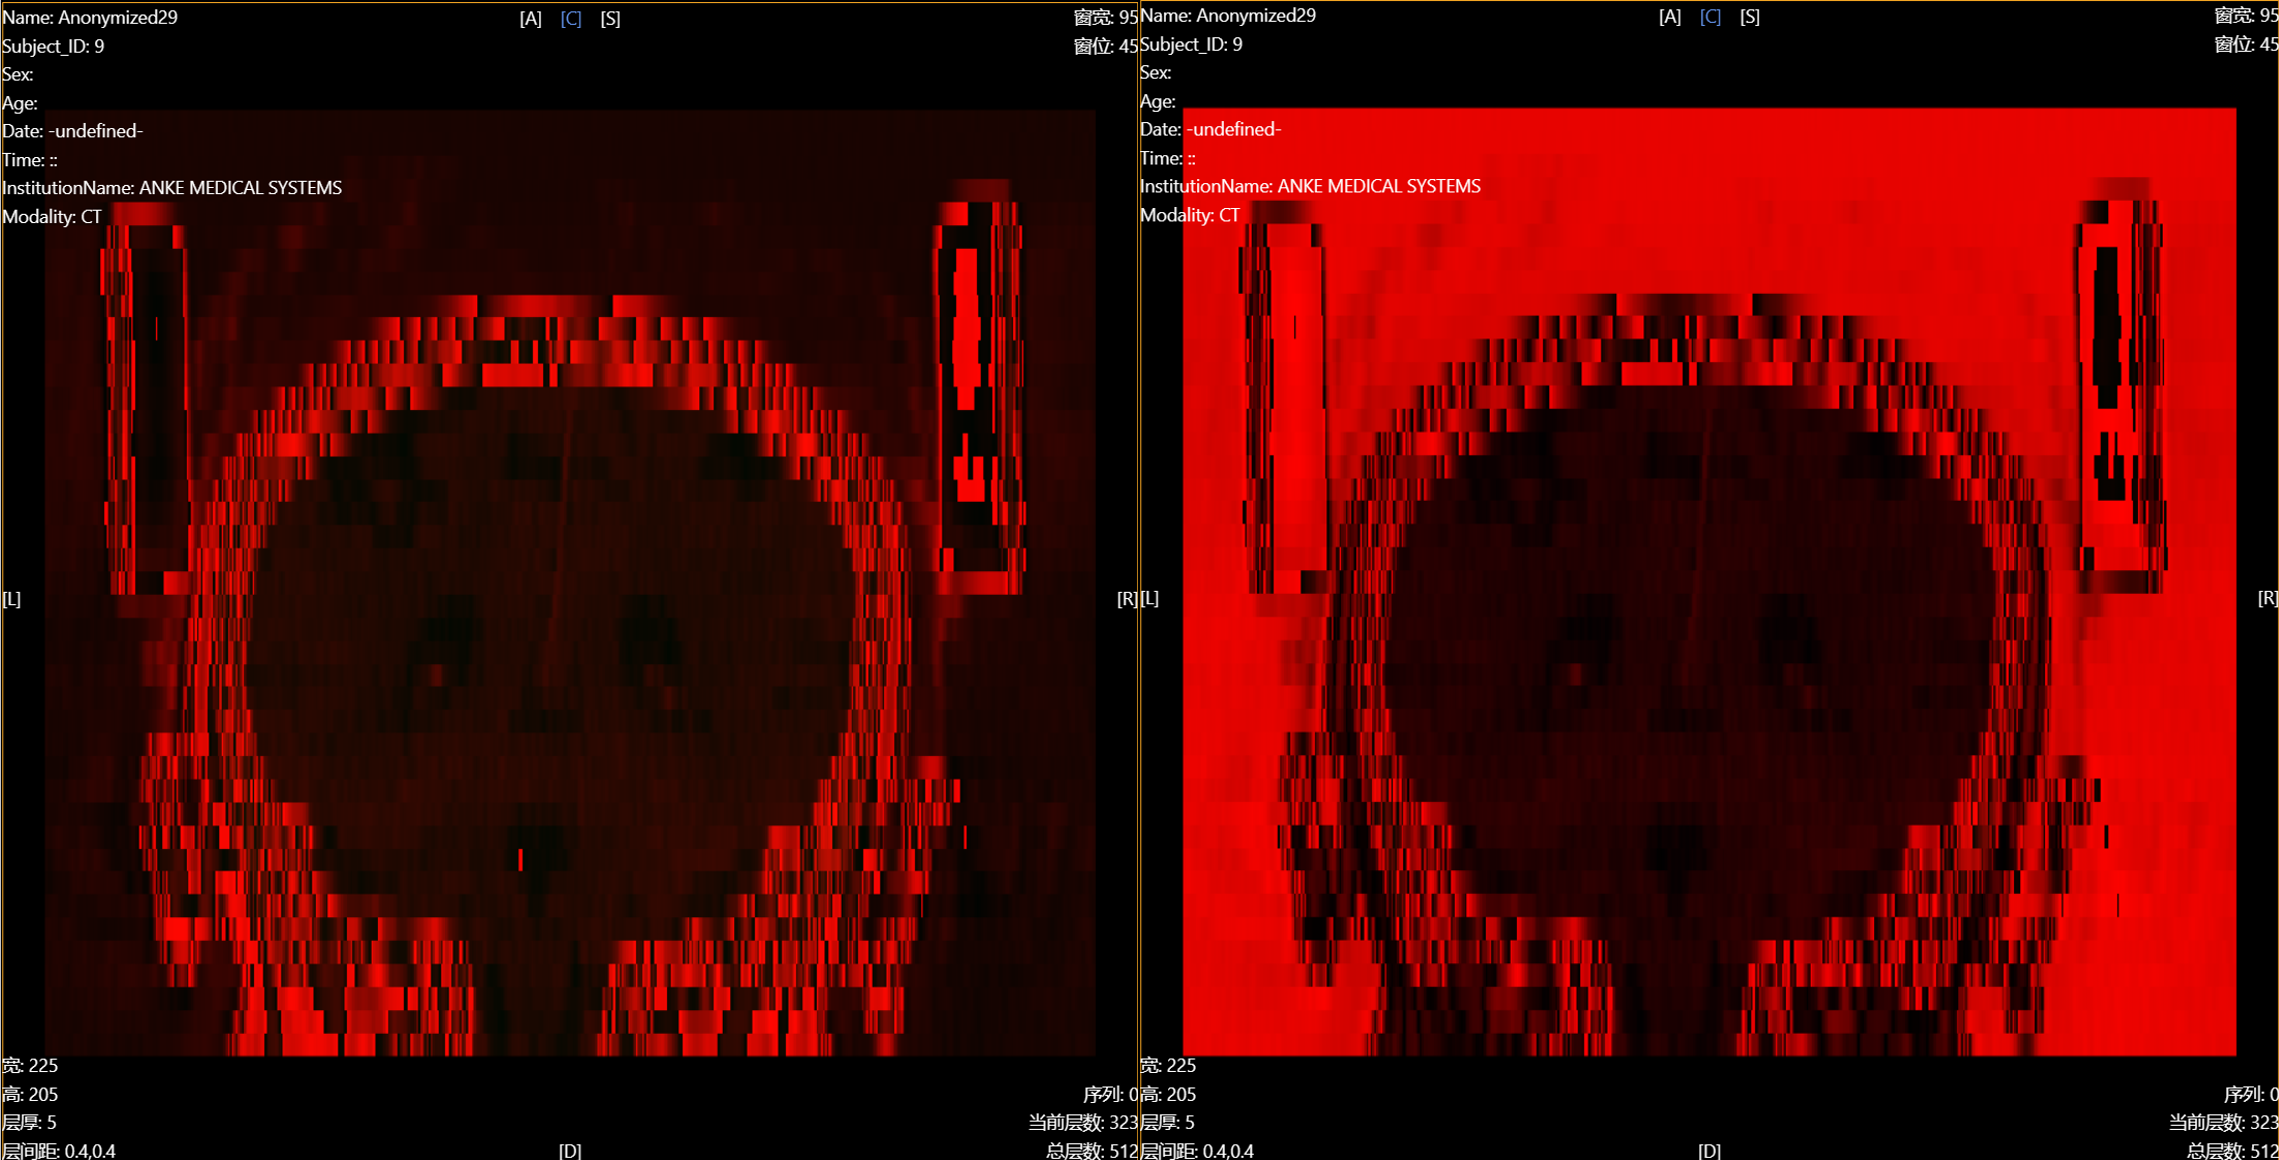 Name: Anonymized29
[A] [C] [S]
窗宽: 95
Subject_ID: 9
窗位: 45
Sex:
Age:
Date: -undefined-
Time: ::
InstitutionName: ANKE MEDICAL SYSTEMS
Modality: CT
[L]
[R]
宽: 225
高: 205
序列: 0
层厚: 5
当前层数: 323
层间距: 0.4,0.4
[D]
总层数: 512
Name: Anonymized29
[A] [C] [S]
窗宽: 95
Subject_ID: 9
窗位: 45
Sex:
Age:
Date: -undefined-
Time: ::
InstitutionName: ANKE MEDICAL SYSTEMS
Modality: CT
[L]
[R]
宽: 225
高: 205
序列: 0
层厚: 5
当前层数: 323
层间距: 0.4,0.4
[D]
总层数: 512